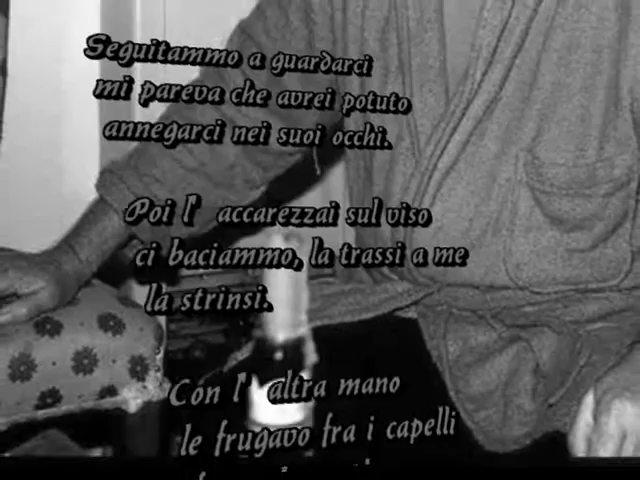 Seguitammo a guardarci
mi pareva che avrei potuto
annegarci nei suoi occhi.
Poi l' accarezzai sul viso
ci baciammo, la trassi a me
la strinsi.
Con l' altra mano
le frugavo fra i capelli